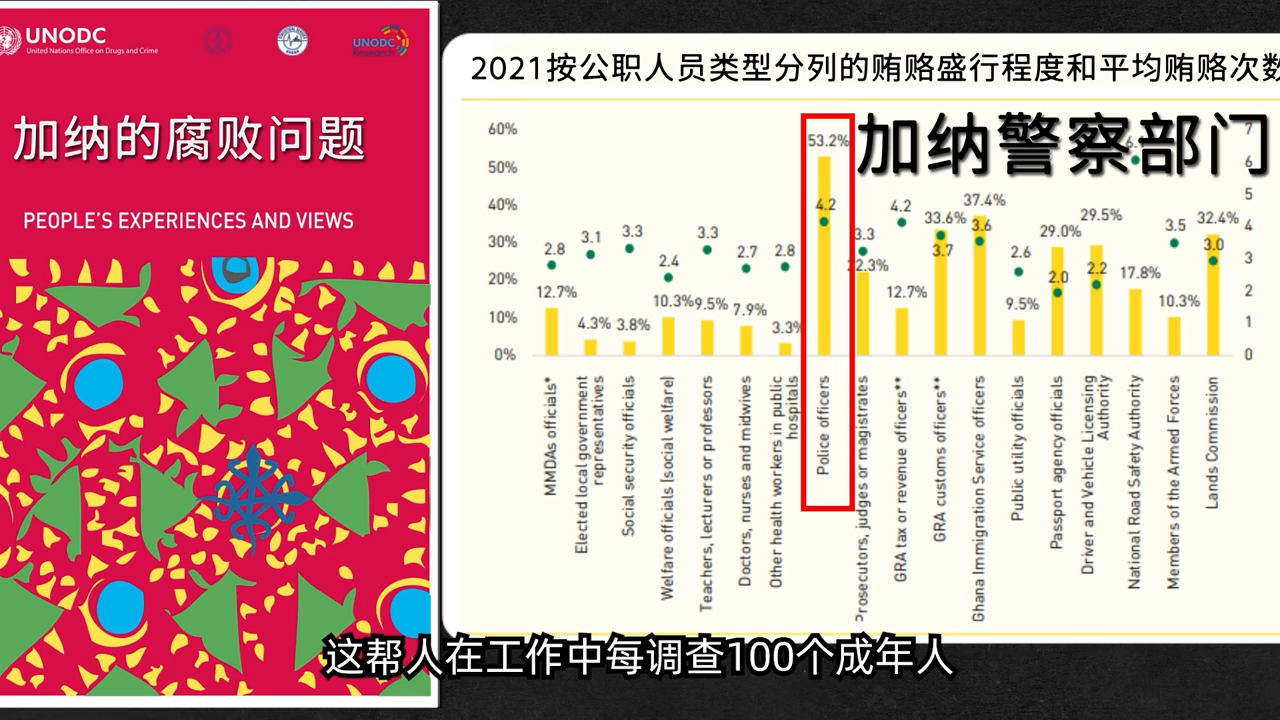 UNODC
United Nations Office on Drugs and Crime
UNODC
Research
加纳的腐败问题
PEOPLE'S EXPERIENCES AND VIEWS
2021按公职人员类型分列的贿赂盛行程度和平均贿赂次数
加纳警察部门
60%
50%
40%
30%
20%
10%
0%
7
6
5
4
3
2
1
0
2.8
3.1
3.3
2.4
3.3
2.7
2.8
4.2
3.3
4.2
3.7
3.6
2.6
2.0
2.2
3.5
3.0
12.7%
4.3%
3.8%
10.3%
9.5%
7.9%
3.3%
53.2%
22.3%
12.7%
33.6%
37.4%
9.5%
29.0%
29.5%
17.8%
10.3%
32.4%
MMDAs officials*
Elected local government
representatives
Social security officials
Welfare officials (social welfare)
Teachers, lecturers or professors
Doctors, nurses and midwives
Other health workers in public
hospitals
Police officers
Prosecutors, judges or magistrates
GRA tax or revenue officers**
GRA customs officers**
Ghana Immigration Service officers
Public utility officials
Passport agency officials
Driver and Vehicle Licensing
Authority
National Road Safety Authority
Members of the Armed Forces
Lands Commission
这帮人在工作中每调查100个成年人